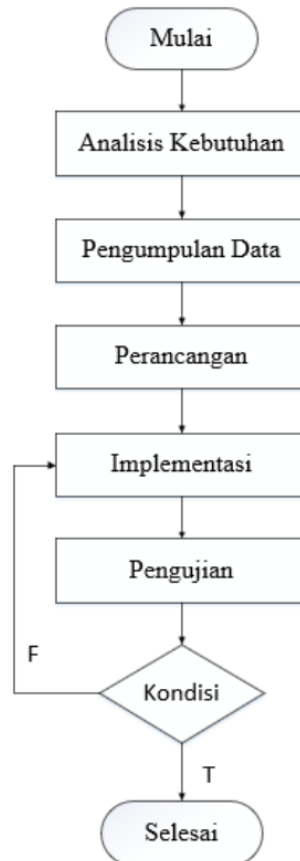 Mulai
Analisis Kebutuhan
Pengumpulan Data
Perancangan
Implementasi
Pengujian
F
Kondisi
T
Selesai